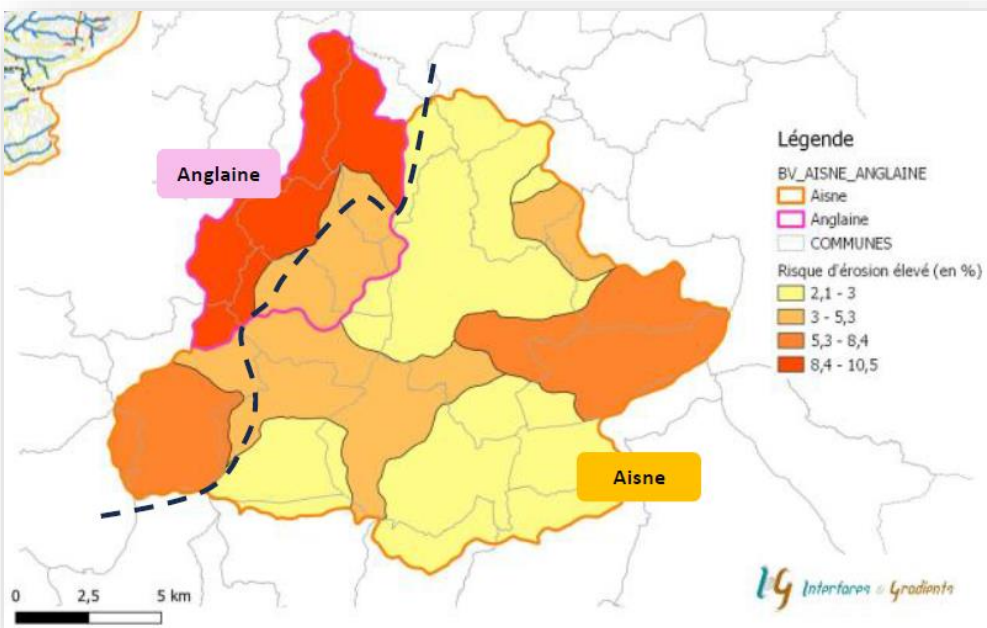 Anglaine
Légende
BV_AISNE_ANGLAINE
Aisne
Anglaine
COMMUNES
Risque d'érosion élevé (en %)
2,1 - 3
3 - 5,3
5,3 - 8,4
8,4 - 10,5
Aisne
0 2,5 5 km
I&G Interfaces & Gradients